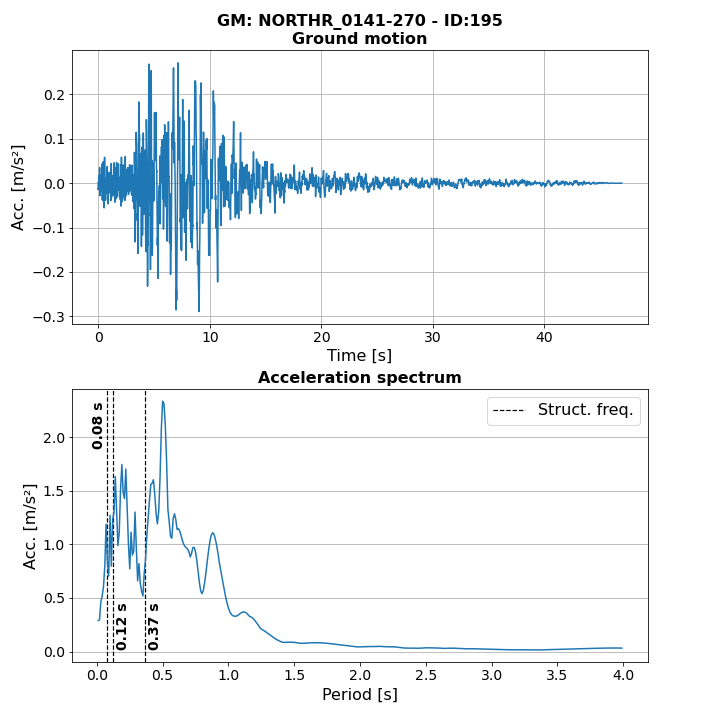 GM: NORTHR_0141-270 - ID:195
Ground motion
0.2
0.1
0.0
−0.1
−0.2
−0.3
Acc. [m/s²]
0 10 20 30 40
Time [s]
Acceleration spectrum
2.0
1.5
1.0
0.5
0.0
Acc. [m/s²]
0.08 s
0.12 s
0.37 s
Struct. freq.
0.0 0.5 1.0 1.5 2.0 2.5 3.0 3.5 4.0
Period [s]